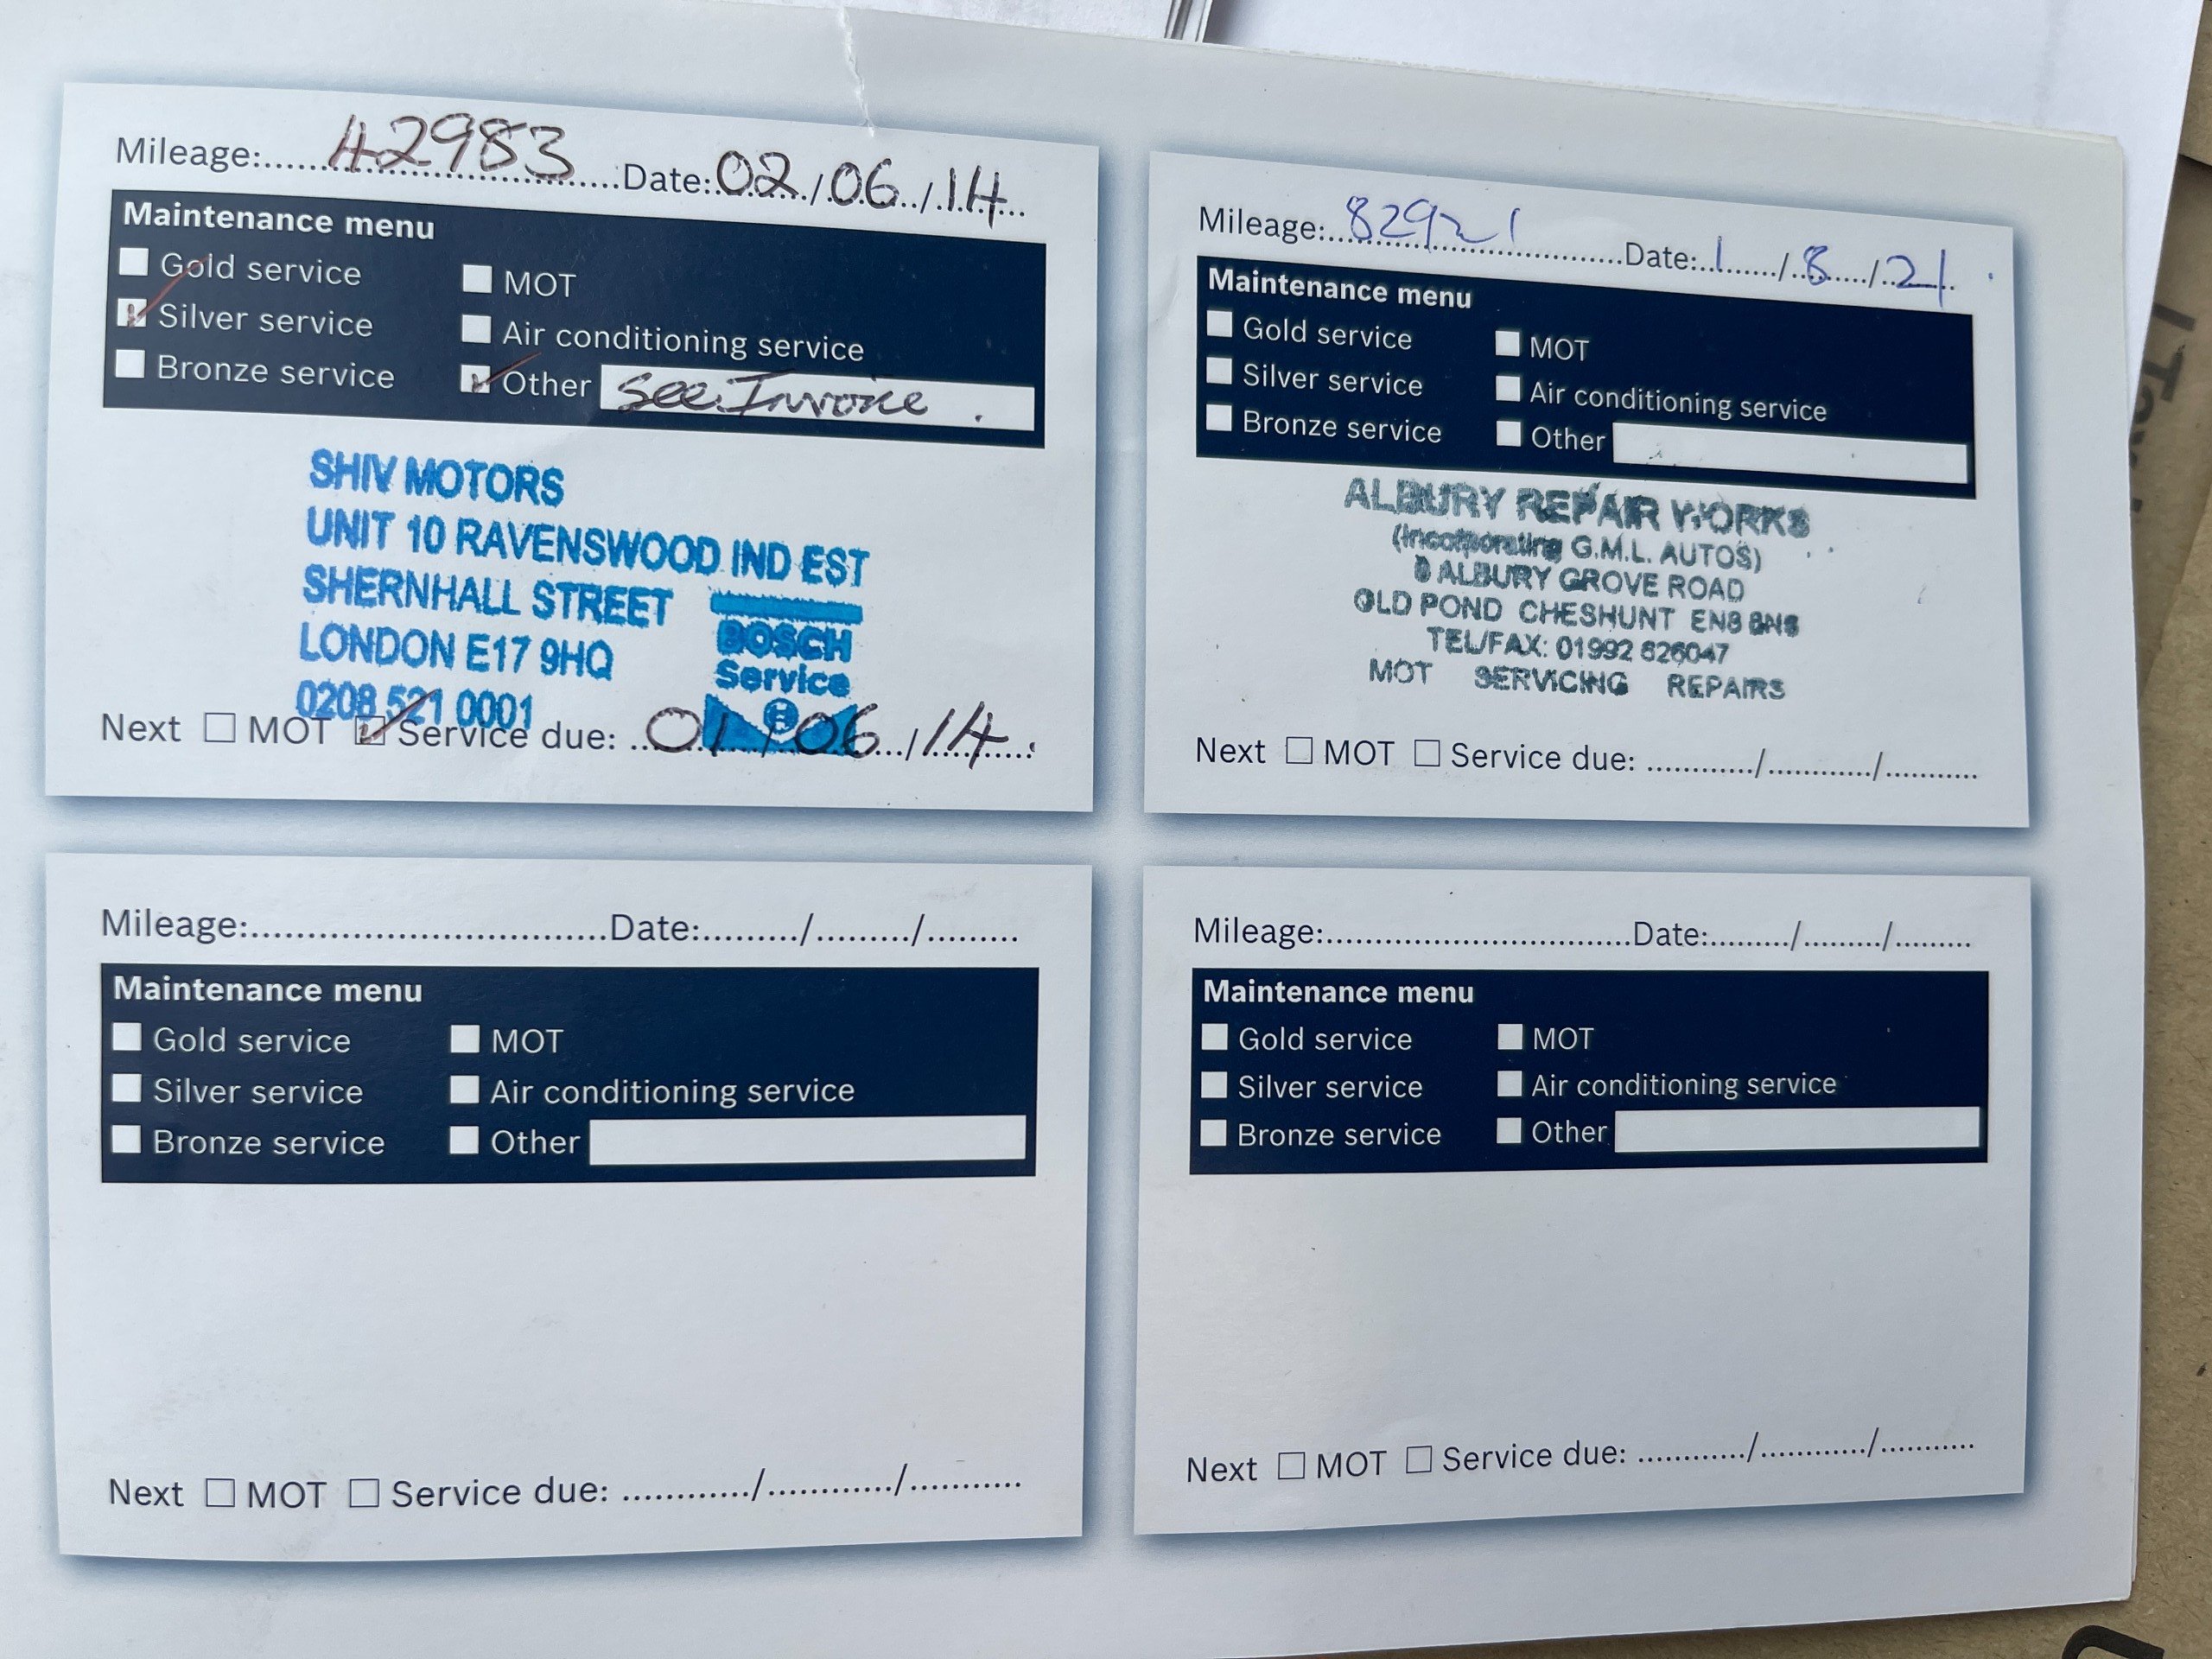 Mileage: 42983 Date: 02/06/14
Maintenance menu
Gold service MOT
Silver service Air conditioning service
Bronze service Other See Invoice.
SHIV MOTORS
UNIT 10 RAVENSWOOD IND EST
SHERNHALL STREET
LONDON E17 9HQ
0208 521 0001
BOSCH
Service
Next MOT Service due: 01/06/14
Mileage: 82921 Date: 1/8/21
Maintenance menu
Gold service MOT
Silver service Air conditioning service
Bronze service Other
ALBURY REPAIR WORKS
(Incorporating G.M.L. AUTOS)
ALBURY GROVE ROAD
OLD POND CHESHUNT EN8
TEL/FAX: 01992 626047
MOT SERVICING REPAIRS
Next MOT Service due: / /
Mileage: Date: / /
Maintenance menu
Gold service MOT
Silver service Air conditioning service
Bronze service Other
Next MOT Service due: / /
Mileage: Date: / /
Maintenance menu
Gold service MOT
Silver service Air conditioning service
Bronze service Other
Next MOT Service due: / /